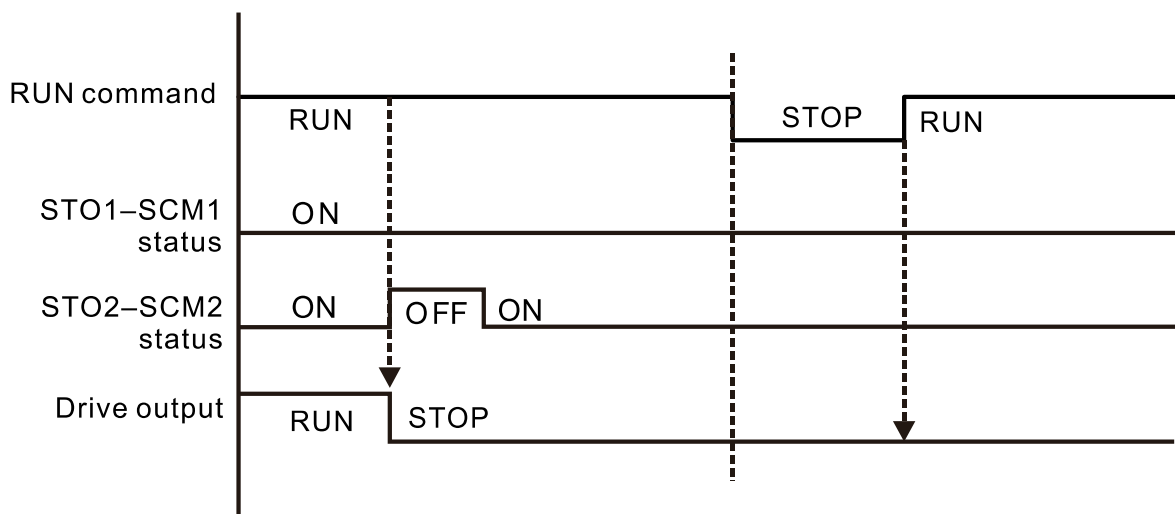 RUN command
RUN
STOP
RUN
STO1–SCM1
status
ON
STO2–SCM2
status
ON
OFF
ON
Drive output
RUN
STOP